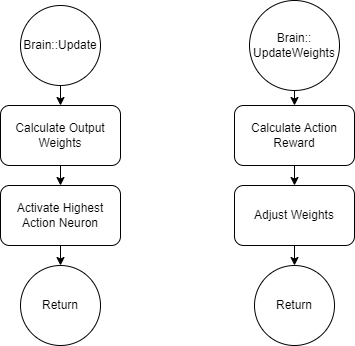 Brain::Update
Calculate Output
Weights
Activate Highest
Action Neuron
Return
Brain::
UpdateWeights
Calculate Action
Reward
Adjust Weights
Return